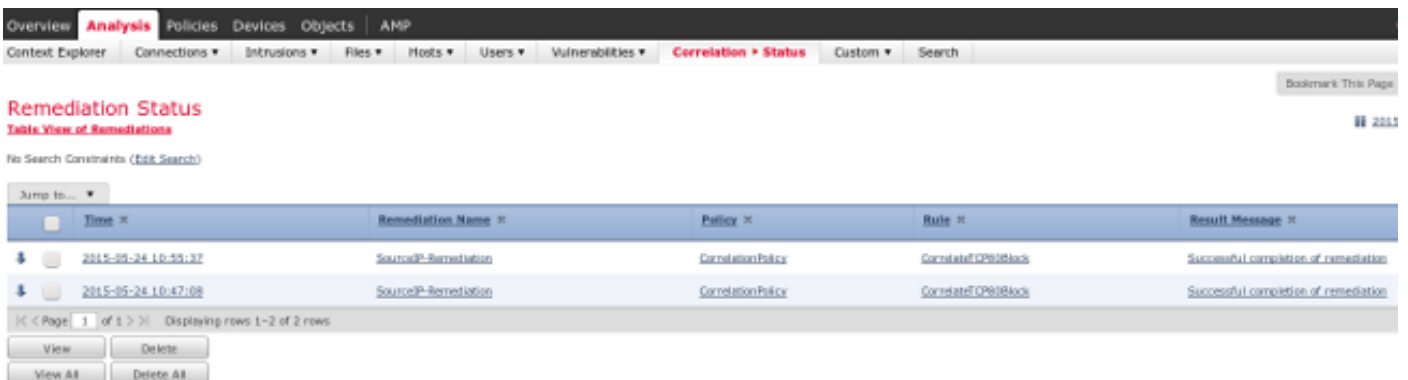 Overview Analysis Policies Devices Objects AMP
Context Explorer Connections ▾ Intrusions ▾ Files ▾ Hosts ▾ Users ▾ Vulnerabilities ▾ Correlation ▸ Status Custom ▾ Search
Bookmark This Page
Remediation Status
Table View of Remediations
2015
No Search Constraints (Edit Search)
Jump to... ▾
Time × Remediation Name × Policy × Rule × Result Message ×
2015-05-24 10:55:37 SourceIP-Remediation CorrelationPolicy CorrelateTCP80Block Successful completion of remediation
2015-05-24 10:47:08 SourceIP-Remediation CorrelationPolicy CorrelateTCP80Block Successful completion of remediation
|< < Page 1 of 1 > >| Displaying rows 1–2 of 2 rows
View Delete
View All Delete All